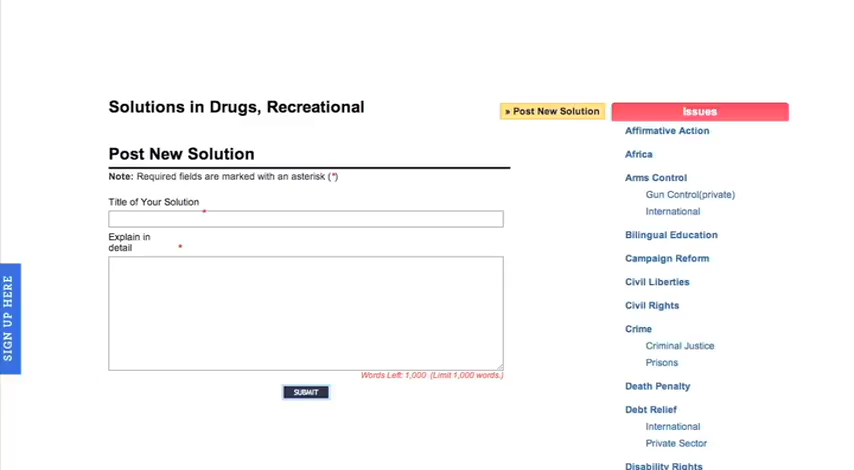 Solutions in Drugs, Recreational
» Post New Solution
Post New Solution
Note: Required fields are marked with an asterisk (*)
Title of Your Solution
*
Explain in
detail *
Words Left: 1,000 (Limit 1,000 words.)
SUBMIT
SIGN UP HERE
Issues
Affirmative Action
Africa
Arms Control
Gun Control(private)
International
Bilingual Education
Campaign Reform
Civil Liberties
Civil Rights
Crime
Criminal Justice
Prisons
Death Penalty
Debt Relief
International
Private Sector
Disability Rights